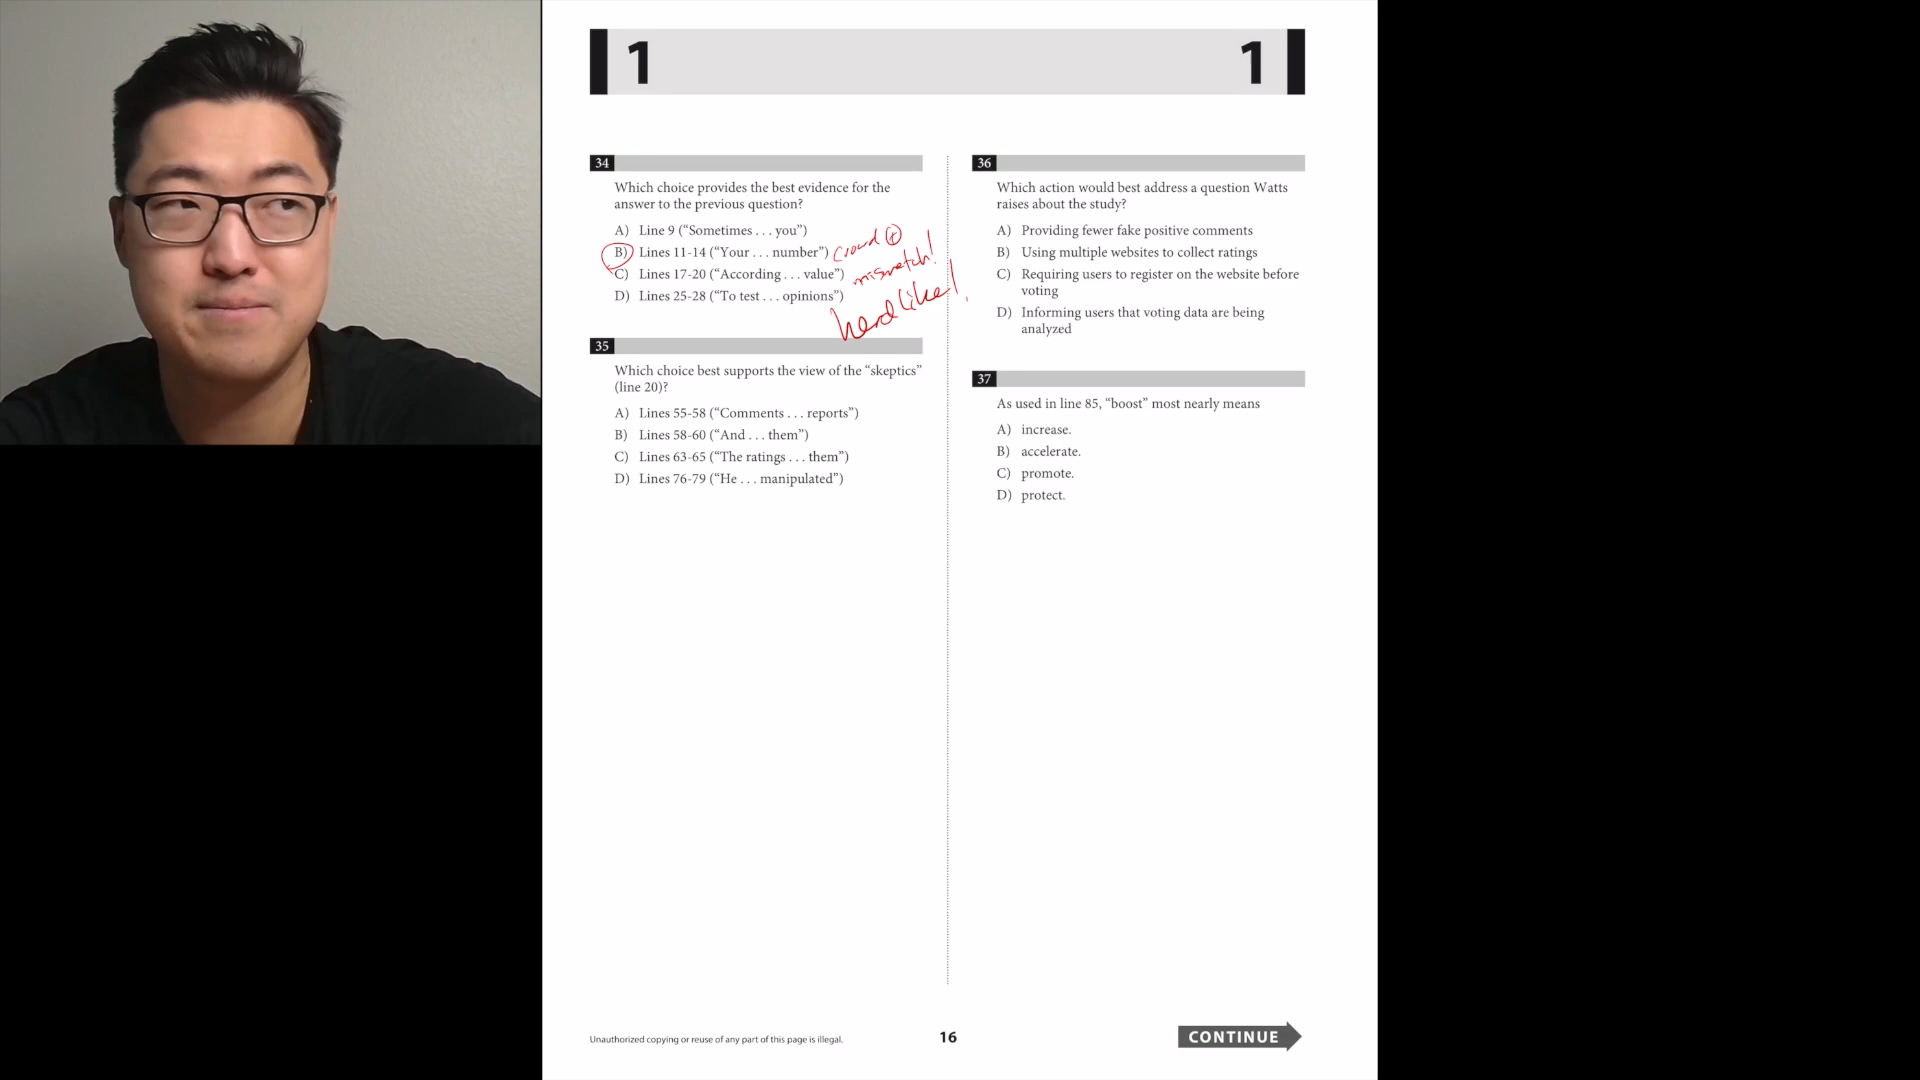 1 1
34
Which choice provides the best evidence for the
answer to the previous question?
A) Line 9 (“Sometimes . . . you”)
B) Lines 11-14 (“Your . . . number”) crowd +
C) Lines 17-20 (“According . . . value”) mismatch!
D) Lines 25-28 (“To test . . . opinions”)
herdlike!
35
Which choice best supports the view of the “skeptics”
(line 20)?
A) Lines 55-58 (“Comments . . . reports”)
B) Lines 58-60 (“And . . . them”)
C) Lines 63-65 (“The ratings . . . them”)
D) Lines 76-79 (“He . . . manipulated”)
36
Which action would best address a question Watts
raises about the study?
A) Providing fewer fake positive comments
B) Using multiple websites to collect ratings
C) Requiring users to register on the website before
voting
D) Informing users that voting data are being
analyzed
37
As used in line 85, “boost” most nearly means
A) increase.
B) accelerate.
C) promote.
D) protect.
Unauthorized copying or reuse of any part of this page is illegal.
16
CONTINUE